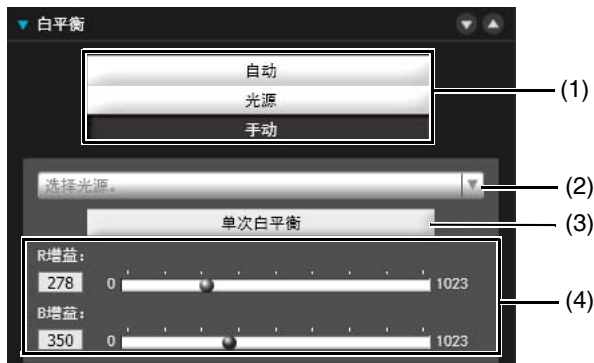 白平衡
自动
光源
手动
(1)
选择光源。
(2)
单次白平衡
(3)
R增益:
278 0 1023
(4)
B增益:
350 0 1023